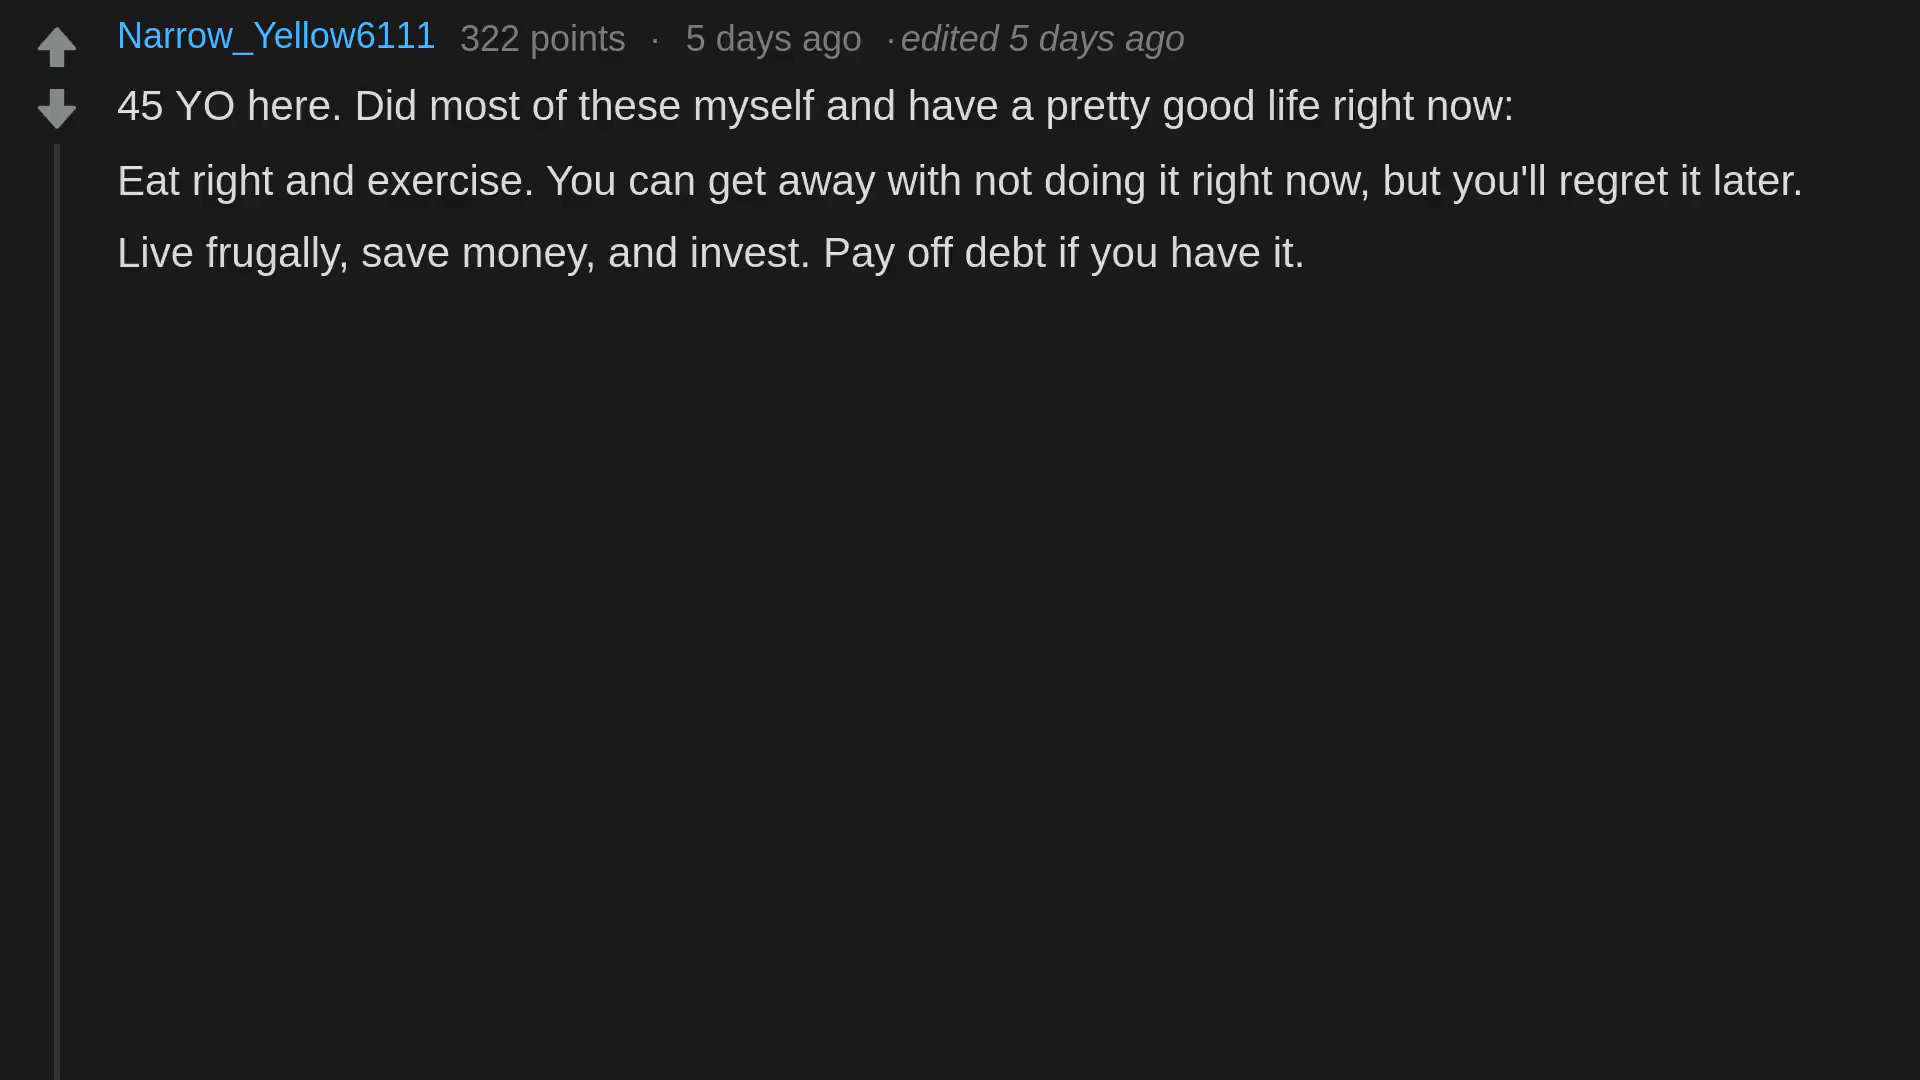 Narrow_Yellow6111 322 points · 5 days ago · edited 5 days ago
45 YO here. Did most of these myself and have a pretty good life right now:
Eat right and exercise. You can get away with not doing it right now, but you'll regret it later.
Live frugally, save money, and invest. Pay off debt if you have it.